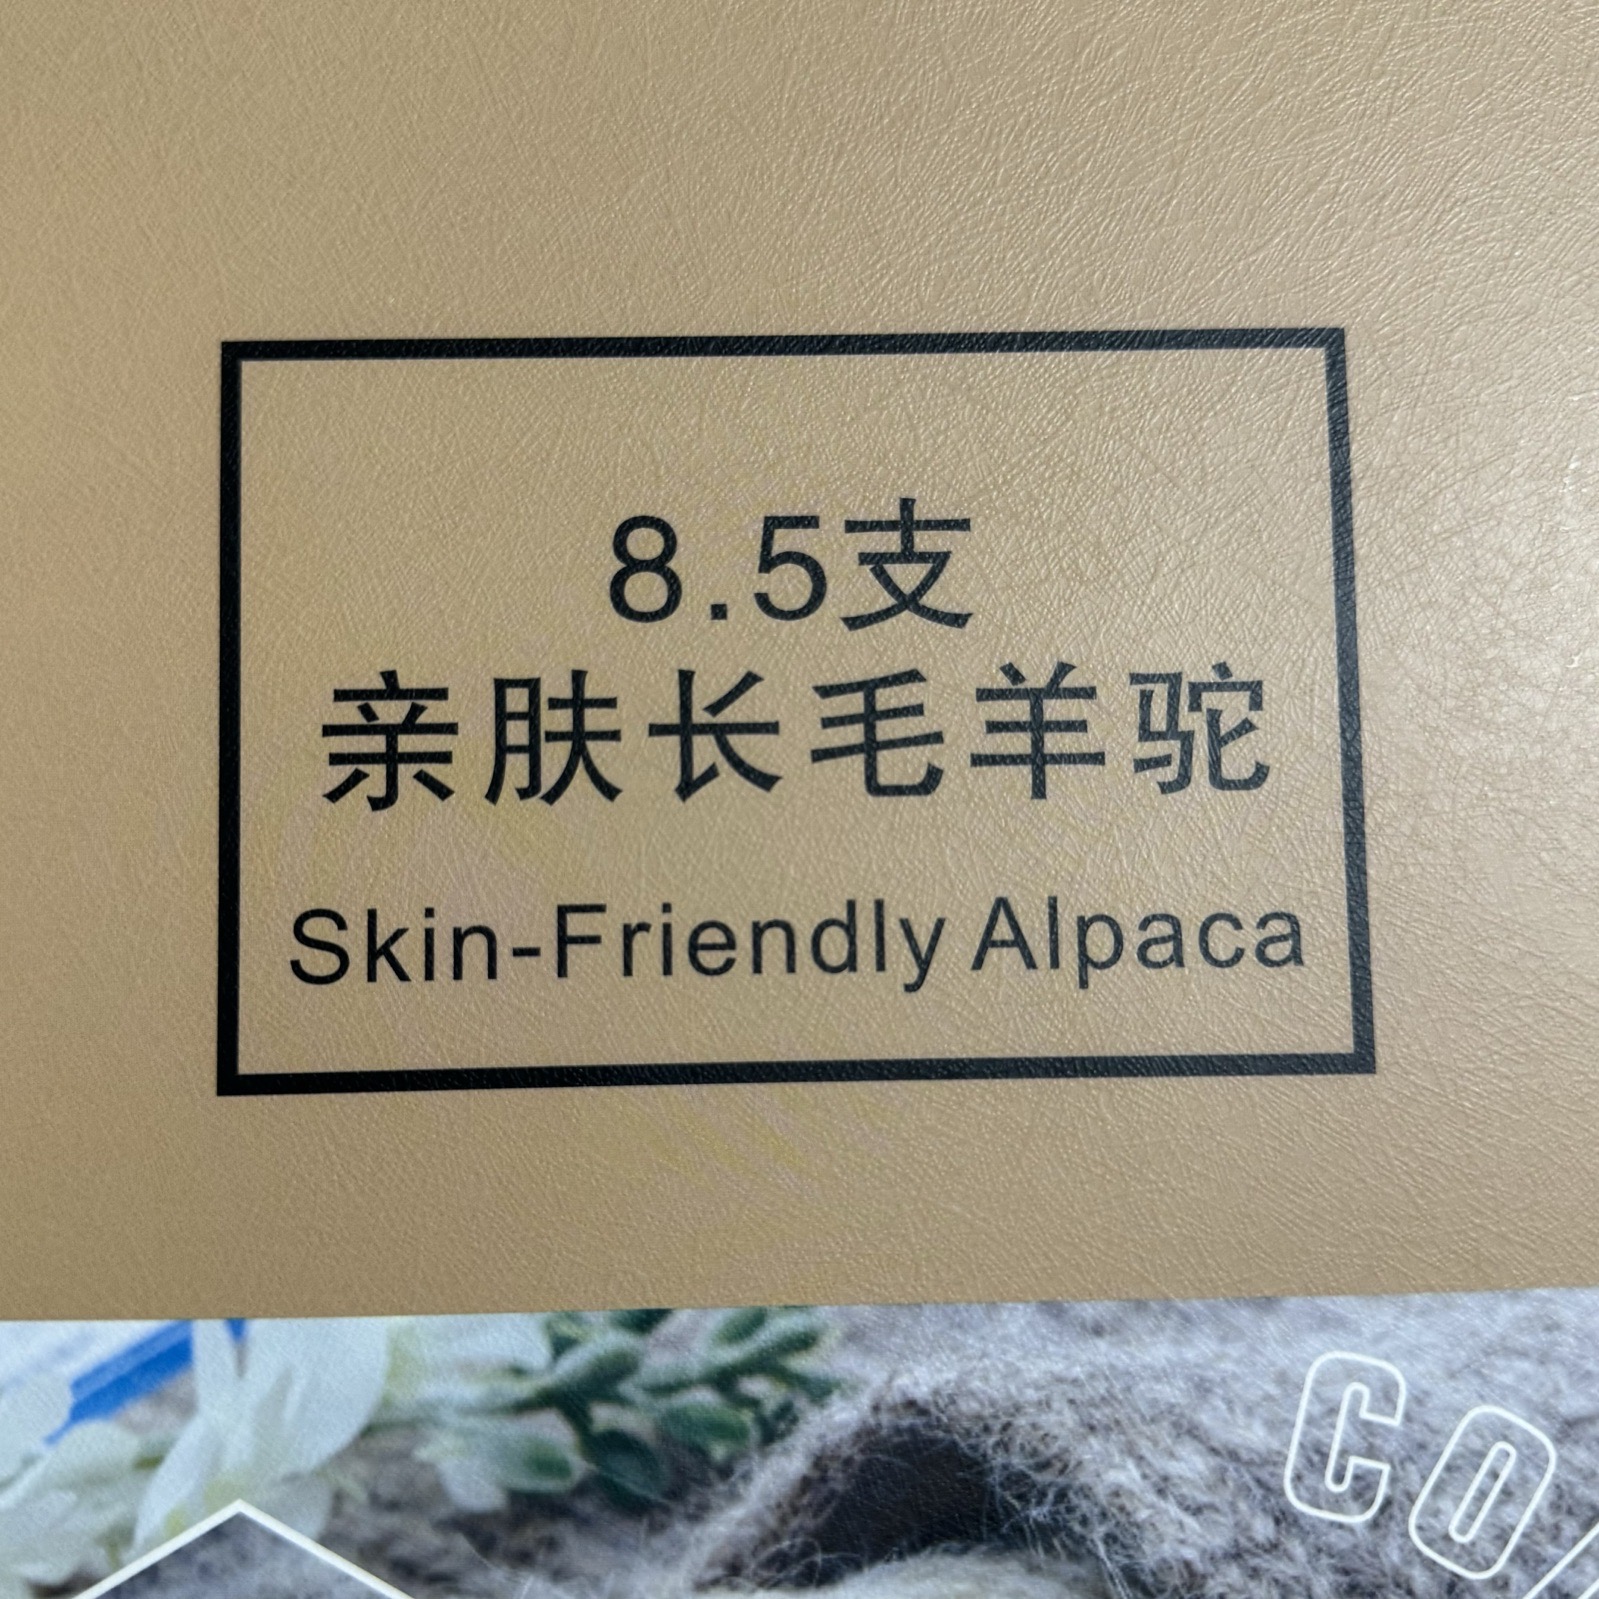 8.5支
亲肤长毛羊驼
Skin-Friendly Alpaca